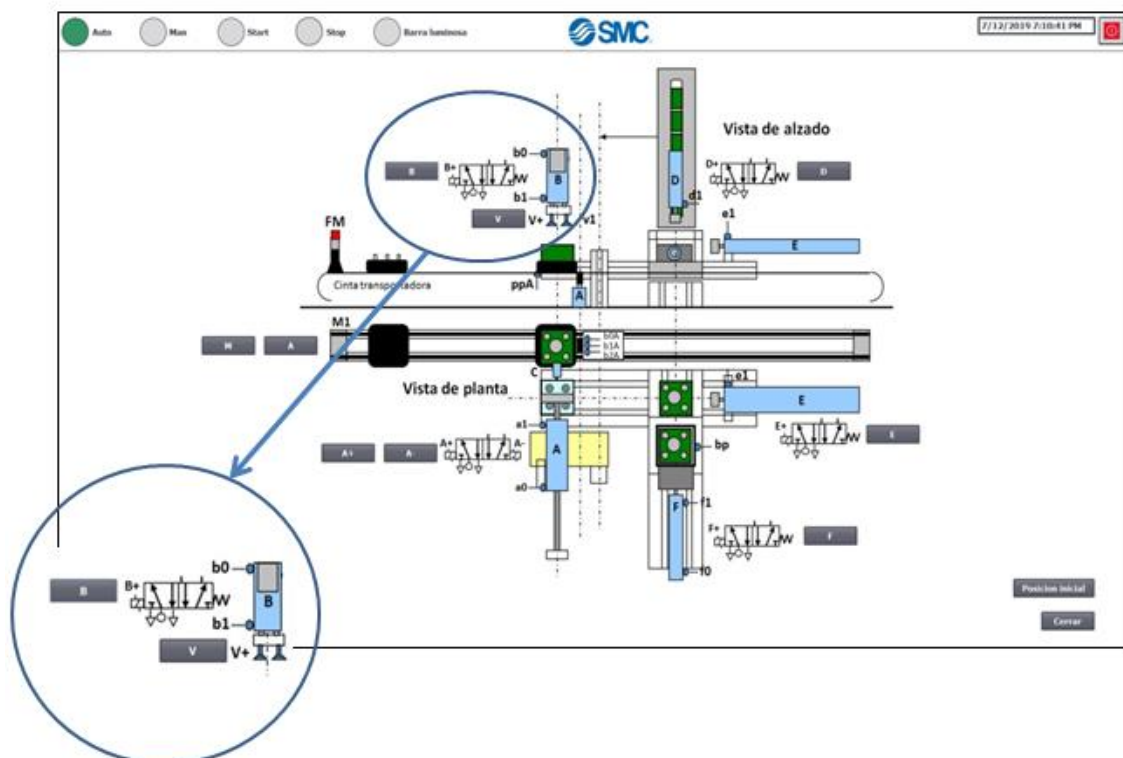 Auto Man Start Stop Barra luminosa SMC 7/12/2019 7:10:41 PM
Vista de alzado
b0
B B+ B
b1
V V+ v1
D+ D D
d1
e1
E
FM
Cinta transportadora
ppA
A
M1
M A
b0A
b1A
b2A
C
Vista de planta
e1
E
E+ E
a1
A+ A- A+ A-
A
a0
bp
F
f1
F+ F
f0
Posicion inicial
Cerrar
b0
B B+ B
b1
V V+